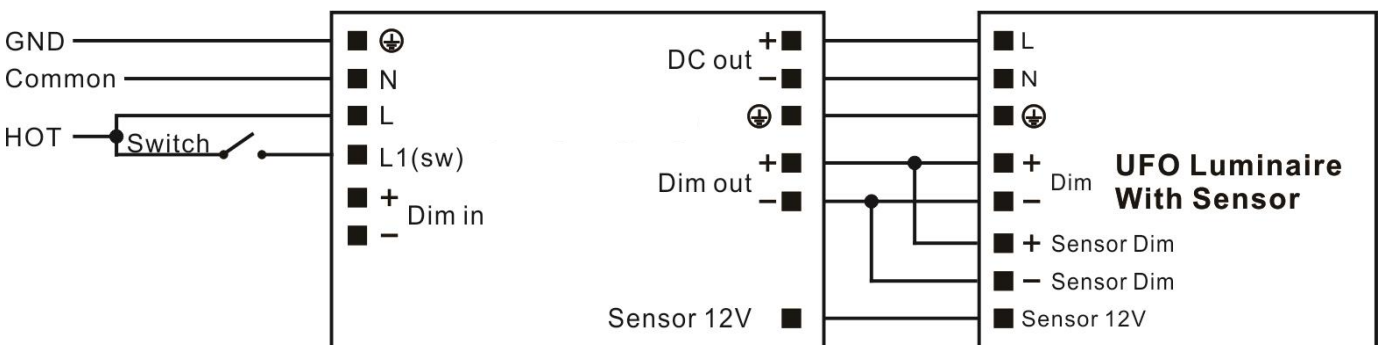 GND
Common
HOT
Switch
N
L
L1(sw)
+
Dim in
−
DC out
+
−
Dim out
+
−
Sensor 12V
L
N
+
Dim
−
+ Sensor Dim
− Sensor Dim
Sensor 12V
UFO Luminaire
With Sensor